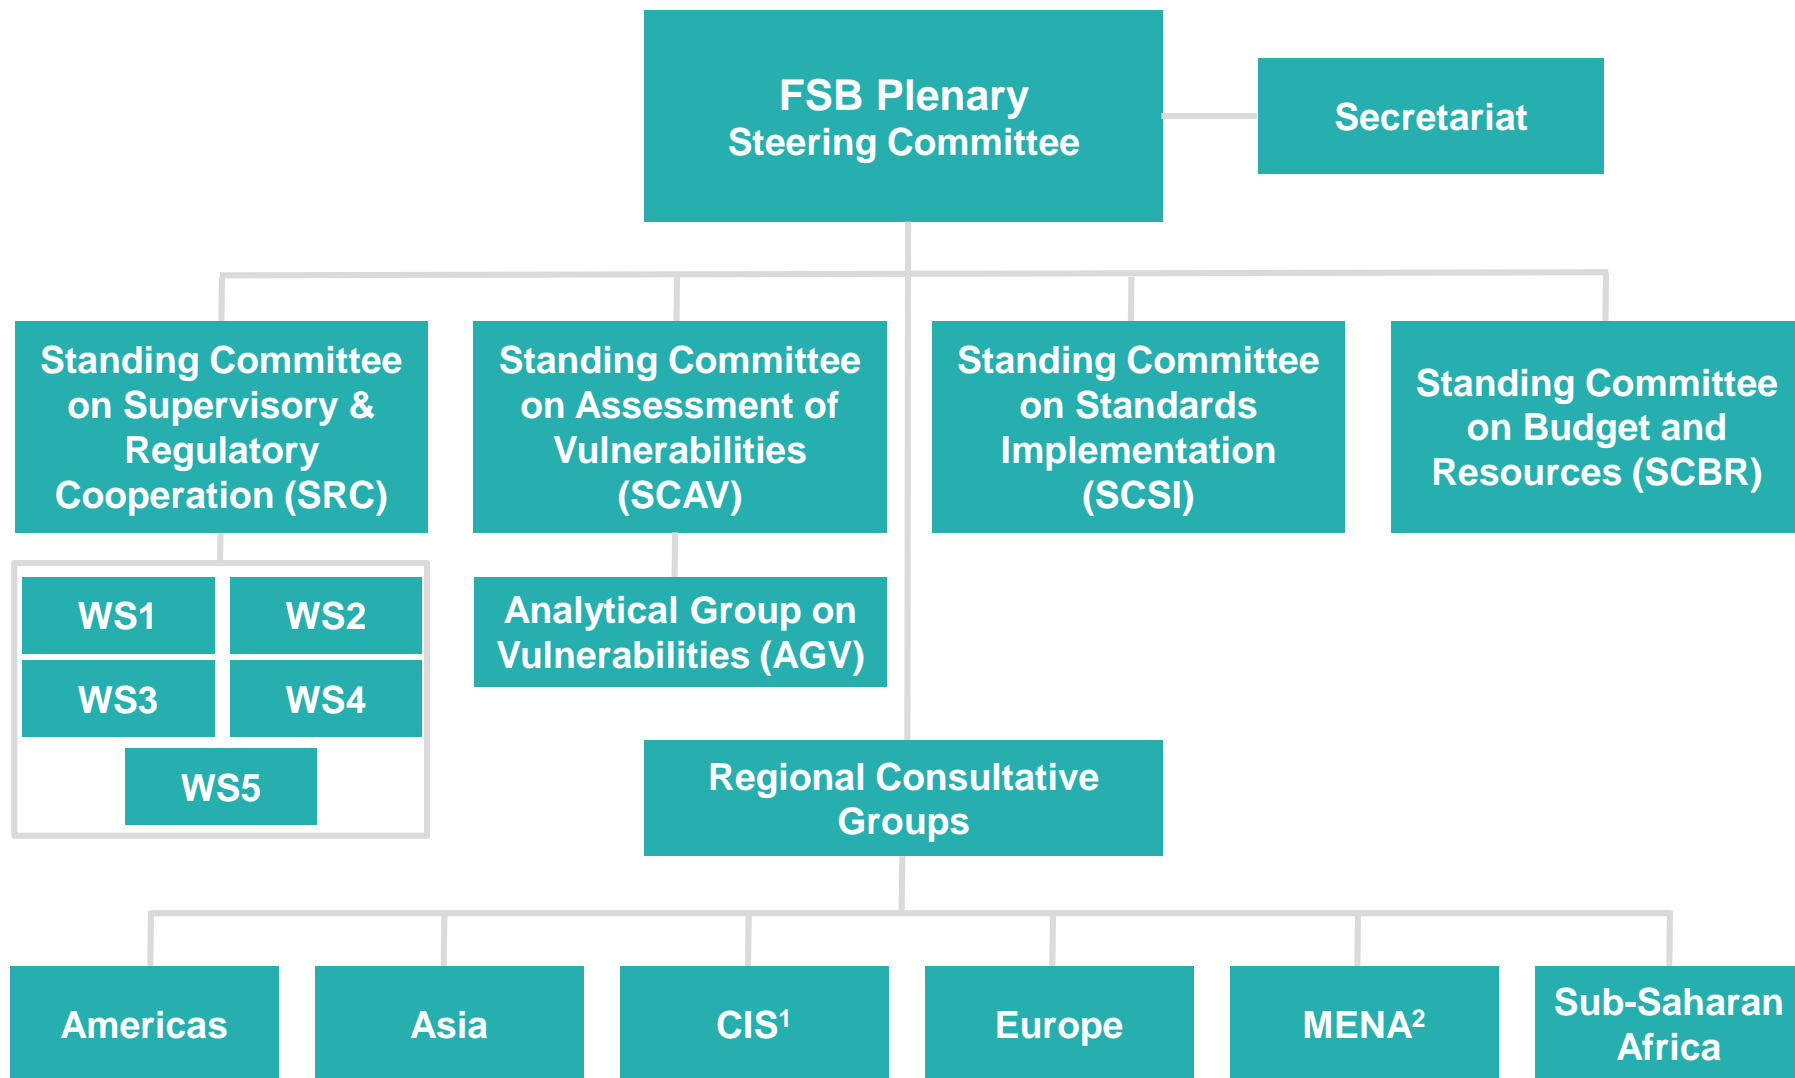 FSB Plenary
Steering Committee
Secretariat
Standing Committee
on Supervisory &
Regulatory
Cooperation (SRC)
Standing Committee
on Assessment of
Vulnerabilities
(SCAV)
Standing Committee
on Standards
Implementation
(SCSI)
Standing Committee
on Budget and
Resources (SCBR)
WS1
WS2
WS3
WS4
WS5
Analytical Group on
Vulnerabilities (AGV)
Regional Consultative
Groups
Americas
Asia
CIS¹
Europe
MENA²
Sub-Saharan
Africa